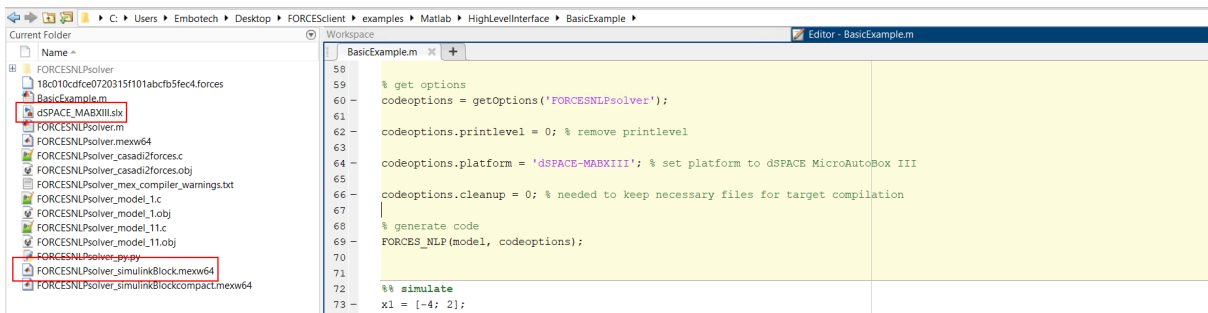 C: ▸ Users ▸ Embotech ▸ Desktop ▸ FORCESclient ▸ examples ▸ Matlab ▸ HighLevelInterface ▸ BasicExample ▸
Current Folder
Name
FORCESNLPsolver
18c010cdfce0720315f101abcfb5fec4.forces
BasicExample.m
dSPACE_MABXIII.slx
FORCESNLPsolver.m
FORCESNLPsolver.mexw64
FORCESNLPsolver_casadi2forces.c
FORCESNLPsolver_casadi2forces.obj
FORCESNLPsolver_mex_compiler_warnings.txt
FORCESNLPsolver_model_1.c
FORCESNLPsolver_model_1.obj
FORCESNLPsolver_model_11.c
FORCESNLPsolver_model_11.obj
FORCESNLPsolver_py.py
FORCESNLPsolver_simulinkBlock.mexw64
FORCESNLPsolver_simulinkBlockcompact.mexw64
Workspace
Editor - BasicExample.m
BasicExample.m
58
59 % get options
60 – codeoptions = getOptions('FORCESNLPsolver');
61
62 – codeoptions.printlevel = 0; % remove printlevel
63
64 – codeoptions.platform = 'dSPACE-MABXIII'; % set platform to dSPACE MicroAutoBox III
65
66 – codeoptions.cleanup = 0; % needed to keep necessary files for target compilation
67
68 % generate code
69 – FORCES_NLP(model, codeoptions);
70
71
72 %% simulate
73 – x1 = [-4; 2];